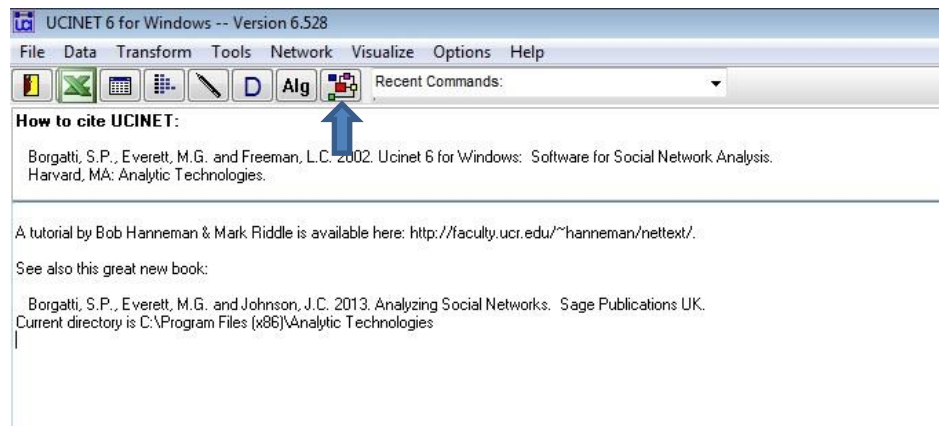 UCINET 6 for Windows -- Version 6.528
File Data Transform Tools Network Visualize Options Help
D Alg Recent Commands:
How to cite UCINET:
Borgatti, S.P., Everett, M.G. and Freeman, L.C. 2002. Ucinet 6 for Windows: Software for Social Network Analysis.
Harvard, MA: Analytic Technologies.
A tutorial by Bob Hanneman & Mark Riddle is available here: http://faculty.ucr.edu/~hanneman/nettext/.
See also this great new book:
Borgatti, S.P., Everett, M.G. and Johnson, J.C. 2013. Analyzing Social Networks. Sage Publications UK.
Current directory is C:\Program Files (x86)\Analytic Technologies